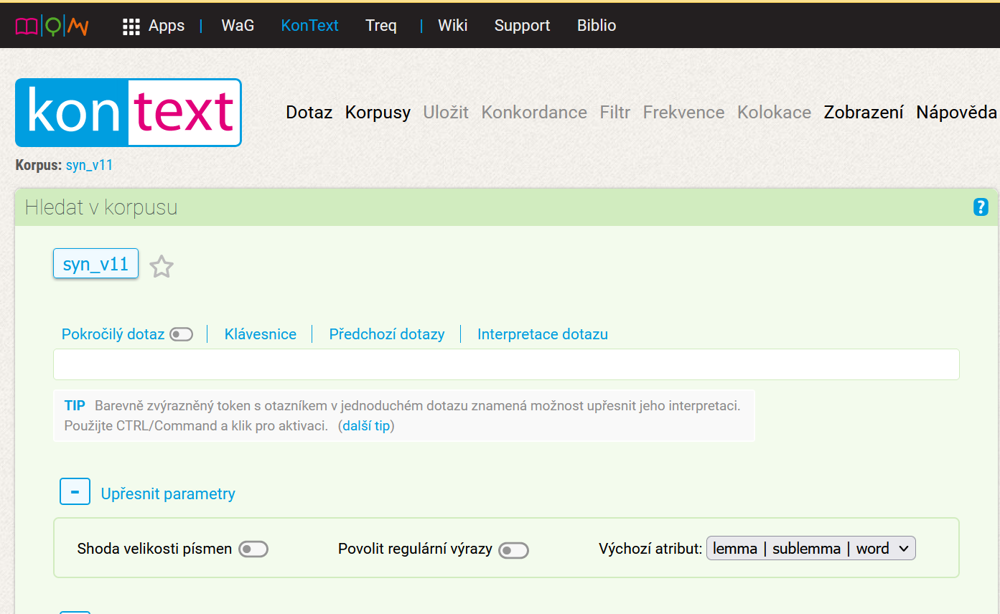 Apps | WaG KonText Treq | Wiki Support Biblio
kontext
Dotaz Korpusy Uložit Konkordance Filtr Frekvence Kolokace Zobrazení Nápověda
Korpus: syn_v11
Hledat v korpusu ?
syn_v11
Pokročilý dotaz | Klávesnice | Předchozí dotazy | Interpretace dotazu
TIP Barevně zvýrazněný token s otazníkem v jednoduchém dotazu znamená možnost upřesnit jeho interpretaci.
Použijte CTRL/Command a klik pro aktivaci. (další tip)
- Upřesnit parametry
Shoda velikosti písmen Povolit regulární výrazy Výchozí atribut: lemma | sublemma | word